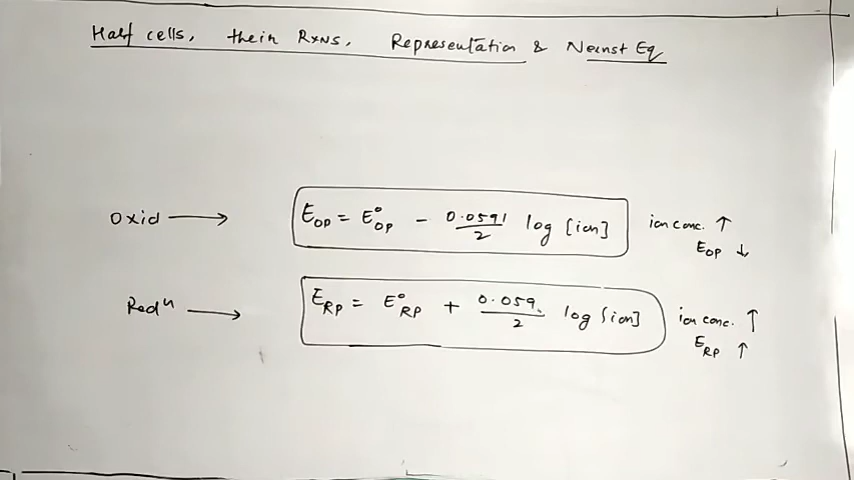 Half cells, their RXNS, Representation & Nernst Eq
Oxid → E_OP = E°_OP − 0.0591/2 log [ion] ion conc. ↑
E_OP ↓
Redⁿ → E_RP = E°_RP + 0.059/2 log [ion] ion conc. ↑
E_RP ↑